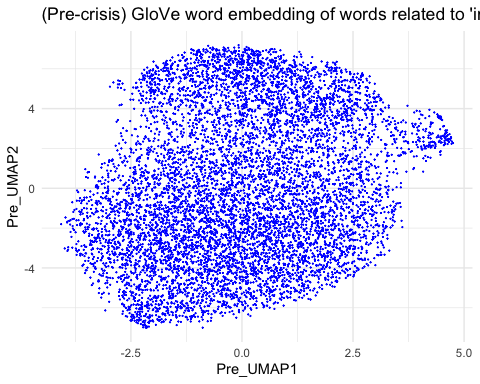 (Pre-crisis) GloVe word embedding of words related to 'in
Pre_UMAP2
4
0
-4
-2.5
0.0
2.5
5.0
Pre_UMAP1